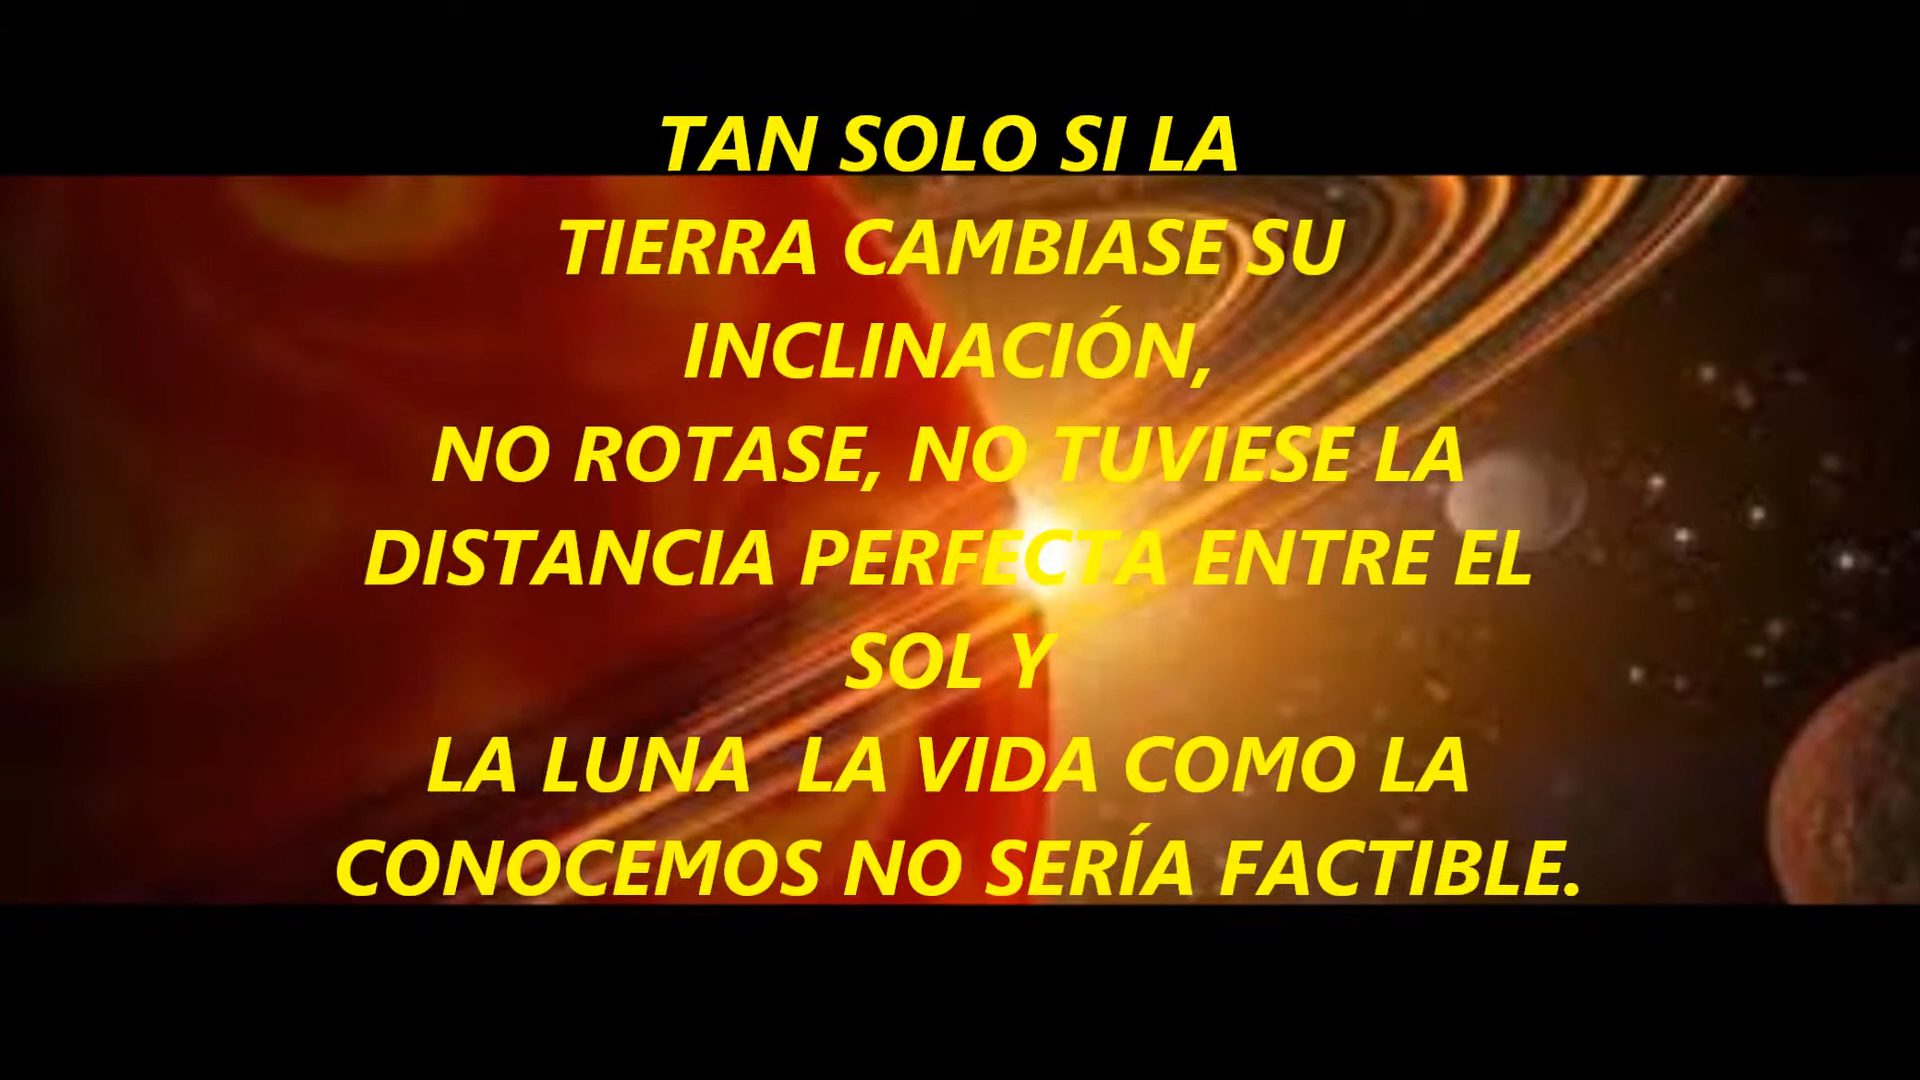 TAN SOLO SI LA
TIERRA CAMBIASE SU
INCLINACIÓN,
NO ROTASE, NO TUVIESE LA
DISTANCIA PERFECTA ENTRE EL
SOL Y
LA LUNA  LA VIDA COMO LA
CONOCEMOS NO SERÍA FACTIBLE.